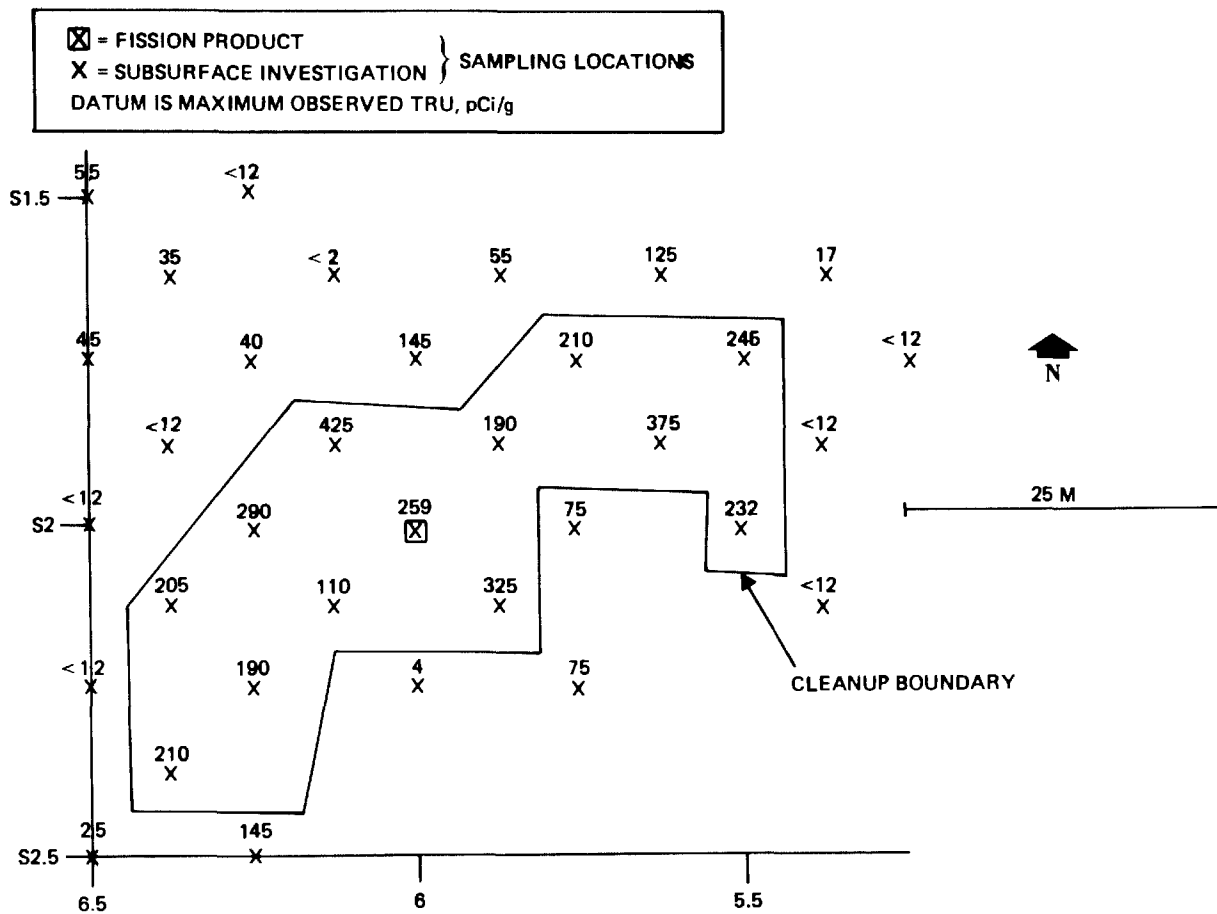 = FISSION PRODUCT
X = SUBSURFACE INVESTIGATION } SAMPLING LOCATIONS
DATUM IS MAXIMUM OBSERVED TRU, pCi/g
55 <12
S1.5
35 <2 55 125 17
45 40 145 210 245 <12
N
<12 425 190 375 <12
25 M
<12 290 259 75 232
S2
205 110 325 <12
<12 190 4 75
CLEANUP BOUNDARY
210
25 145
S2.5
6.5 6 5.5